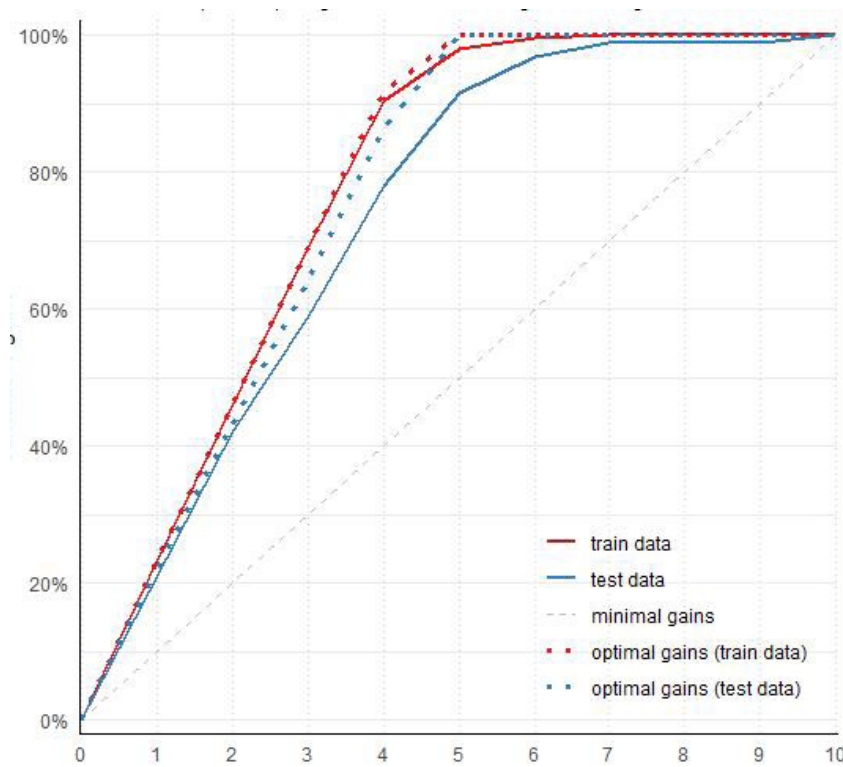 100%
80%
60%
40%
20%
0%
train data
test data
minimal gains
optimal gains (train data)
optimal gains (test data)
0 1 2 3 4 5 6 7 8 9 10